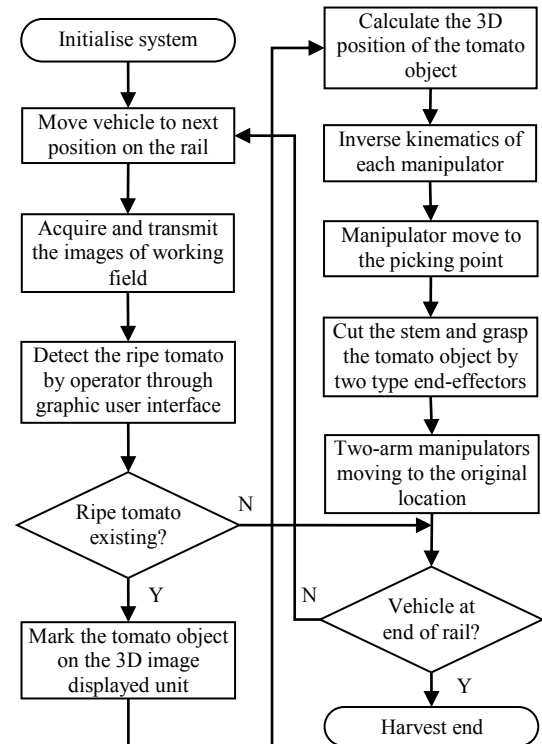 Initialise system
Move vehicle to next
position on the rail
Acquire and transmit
the images of working
field
Detect the ripe tomato
by operator through
graphic user interface
Ripe tomato
existing?
N
Y
Mark the tomato object
on the 3D image
displayed unit
Calculate the 3D
position of the tomato
object
Inverse kinematics of
each manipulator
Manipulator move to
the picking point
Cut the stem and grasp
the tomato object by
two type end-effectors
Two-arm manipulators
moving to the original
location
Vehicle at
end of rail?
N
Y
Harvest end